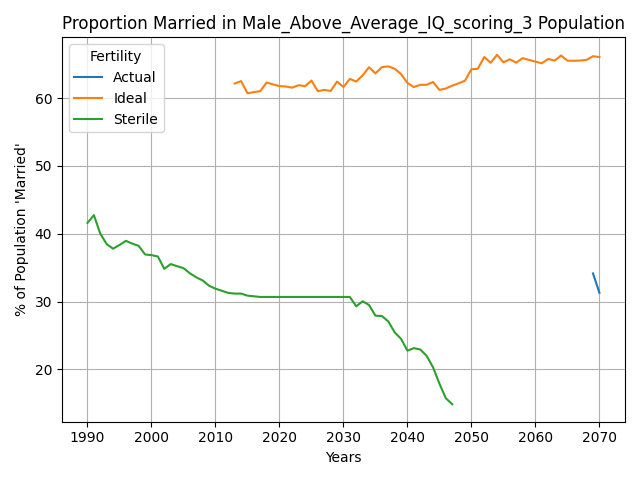 Proportion Married in Male_Above_Average_IQ_scoring_3 Population
Fertility
Actual
Ideal
Sterile
% of Population 'Married'
60
50
40
30
20
1990 2000 2010 2020 2030 2040 2050 2060 2070
Years